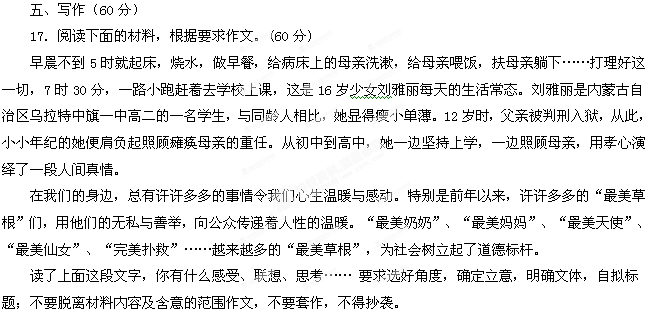 五、写作(60 分)
17. 阅读下面的材料，根据要求作文。(60 分)
早晨不到 5 时就起床，烧水，做早餐，给病床上的母亲洗漱，给母亲喂饭，扶母亲躺下……打理好这
一切，7 时 30 分，一路小跑赶着去学校上课，这是 16 岁少女刘雅丽每天的生活常态。刘雅丽是内蒙古自
治区乌拉特中旗一中高二的一名学生，与同龄人相比，她显得瘦小单薄。12 岁时，父亲被判刑入狱，从此，
小小年纪的她便肩负起照顾瘫痪母亲的重任。从初中到高中，她一边坚持上学，一边照顾母亲，用孝心演
绎了一段人间真情。
在我们的身边，总有许许多多的事情令我们心生温暖与感动。特别是前年以来，许许多多的“最美草
根”们，用他们的无私与善举，向公众传递着人性的温暖。“最美奶奶”、“最美妈妈”、“最美天使”、
“最美仙女”、“完美扑救”……越来越多的“最美草根”，为社会树立起了道德标杆。
读了上面这段文字，你有什么感受、联想、思考…… 要求选好角度，确定立意，明确文体，自拟标
题；不要脱离材料内容及含意的范围作文，不要套作，不得抄袭。